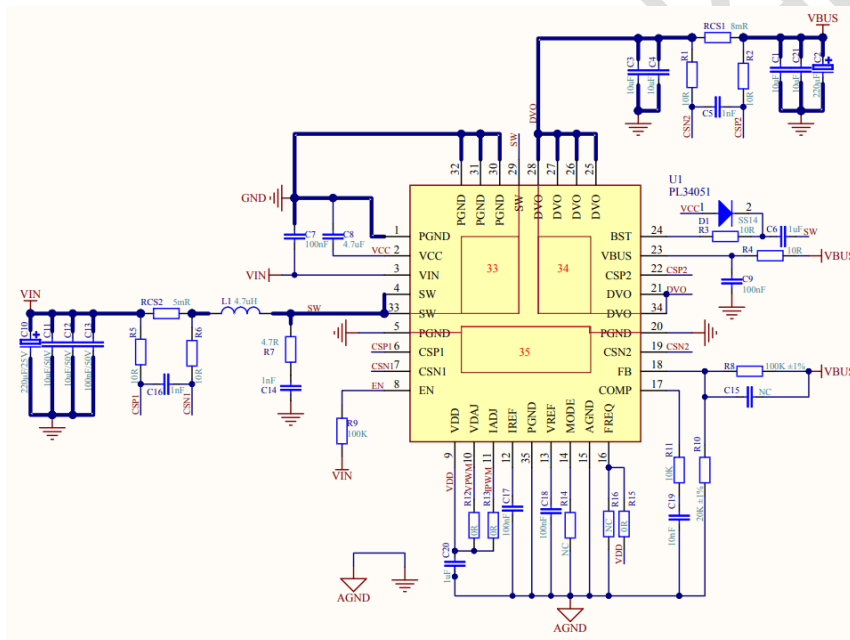 VBUS
RCS1 8mR
C3 10uF
C4 10uF
R1 10R
R2 10R
C1 10uF
C21 10uF
C2 220uF
C5 1nF
CSN2
CSP2
DVO
SW
32 31 30 29 28 27 26 25
PGND PGND PGND SW DVO DVO DVO DVO
U1
PL34051
GND
C7 100nF
C8 4.7uF
VCC
VIN
1 PGND
2 VCC
3 VIN
4 SW
33 SW
5 PGND
CSP1 6 CSP1
CSN1 7 CSN1
EN 8 EN
33
34
35
BST 24
VBUS 23
CSP2 22 CSP2
DVO 21 DVO
DVO 34
PGND 20
CSN2 19 CSN2
FB 18
COMP 17
VCC 1 2
D1 SS14
R3 10R
C6 1uF
SW
R4 10R
VBUS
C9 100nF
VIN
RCS2 5mR
L1 4.7uH
SW
C10 220uF/25V
C11 10uF/50V
C12 10uF/50V
C13 100nF/50V
R5 10R
R6 10R
C16 1nF
CSP1
CSN1
4.7R
R7
1nF
C14
R9
100K
VIN
R8 100K ±1%
VBUS
C15 NC
R11 10K
R10 20K ±1%
C19 10nF
VDD VDAJ IADJ IREF PGND VREF MODE AGND FREQ
9 10 11 12 35 13 14 15 16
VDD
VPWM
IPWM
R12 0R
R13 0R
C17 100nF
C18 100nF
R14 NC
R16 NC
R15 0R
VDD
C20 1uF
AGND
AGND